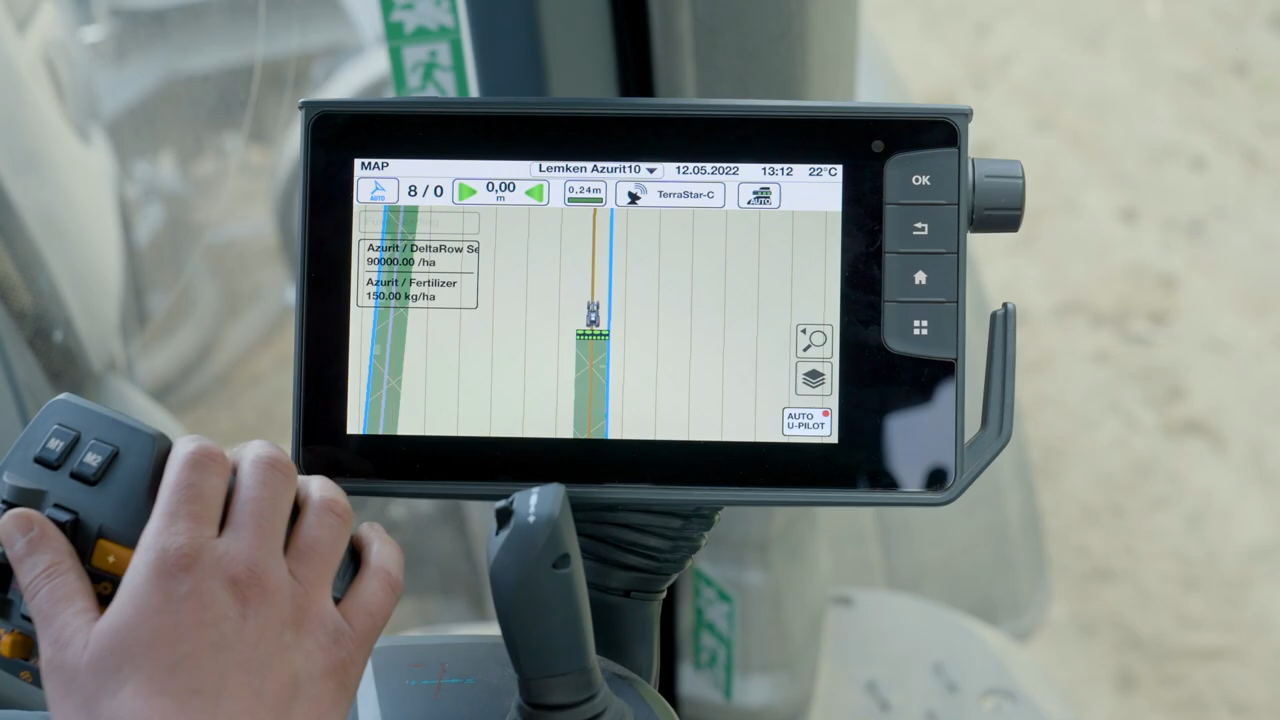 MAP
Lemken Azurit10
12.05.2022
13:12
22°C
AUTO
8 / 0
0,00
m
0,24m
TerraStar-C
AUTO
Azurit / DeltaRow Se
90000.00 /ha
Azurit / Fertilizer
150.00 kg/ha
AUTO
U-PILOT
OK
M1
M2